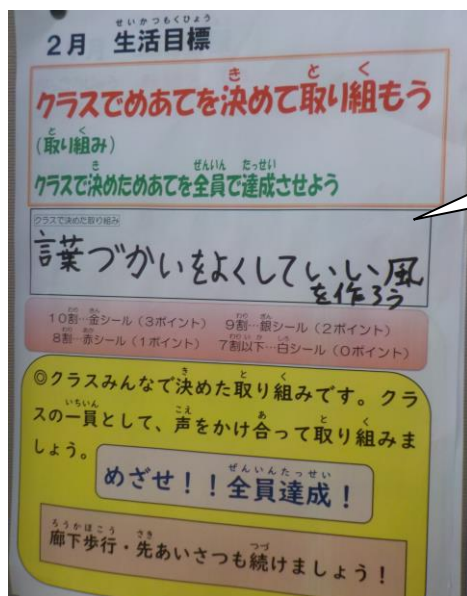 2月 生活目標
クラスでめあてを決めて取り組もう
(取り組み)
クラスで決ためめあてを全員で達成させよう
クラスで決めた取り組み
言葉づかいをよくしていい風
を作ろう
10割…金シール(3ポイント) 9割…銀シール(2ポイント)
8割…赤シール(1ポイント) 7割以下…白シール(0ポイント)
◎クラスみんなで決めた取り組みです。クラ
スの一員として、声をかけ合って取り組みま
しょう。
めざせ!!全員達成!
廊下歩行・先あいさつも続けましょう!